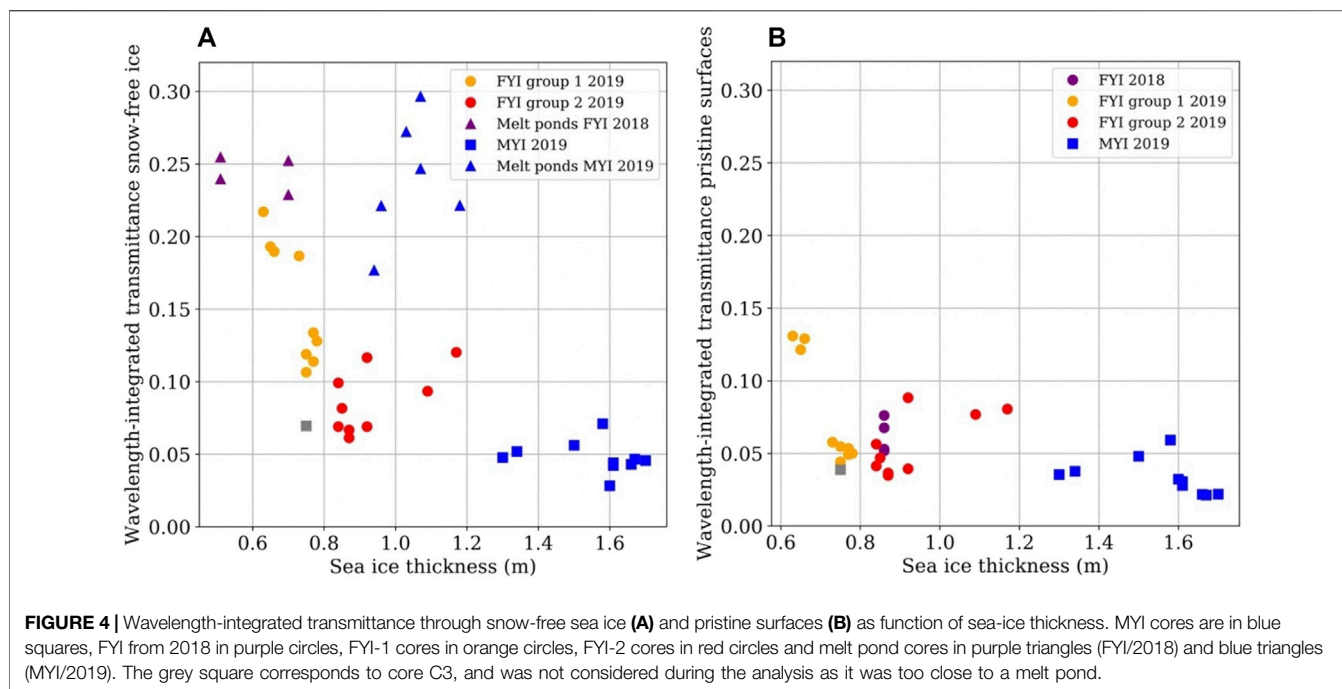 A
Wavelength-integrated transmittance snow-free ice
0.30
0.25
0.20
0.15
0.10
0.05
0.00
0.6 0.8 1.0 1.2 1.4 1.6
Sea ice thickness (m)
FYI group 1 2019
FYI group 2 2019
Melt ponds FYI 2018
MYI 2019
Melt ponds MYI 2019
B
Wavelength-integrated transmittance pristine surfaces
0.30
0.25
0.20
0.15
0.10
0.05
0.00
0.6 0.8 1.0 1.2 1.4 1.6
Sea ice thickness (m)
FYI 2018
FYI group 1 2019
FYI group 2 2019
MYI 2019
FIGURE 4 | Wavelength-integrated transmittance through snow-free sea ice (A) and pristine surfaces (B) as function of sea-ice thickness. MYI cores are in blue
squares, FYI from 2018 in purple circles, FYI-1 cores in orange circles, FYI-2 cores in red circles and melt pond cores in purple triangles (FYI/2018) and blue triangles
(MYI/2019). The grey square corresponds to core C3, and was not considered during the analysis as it was too close to a melt pond.